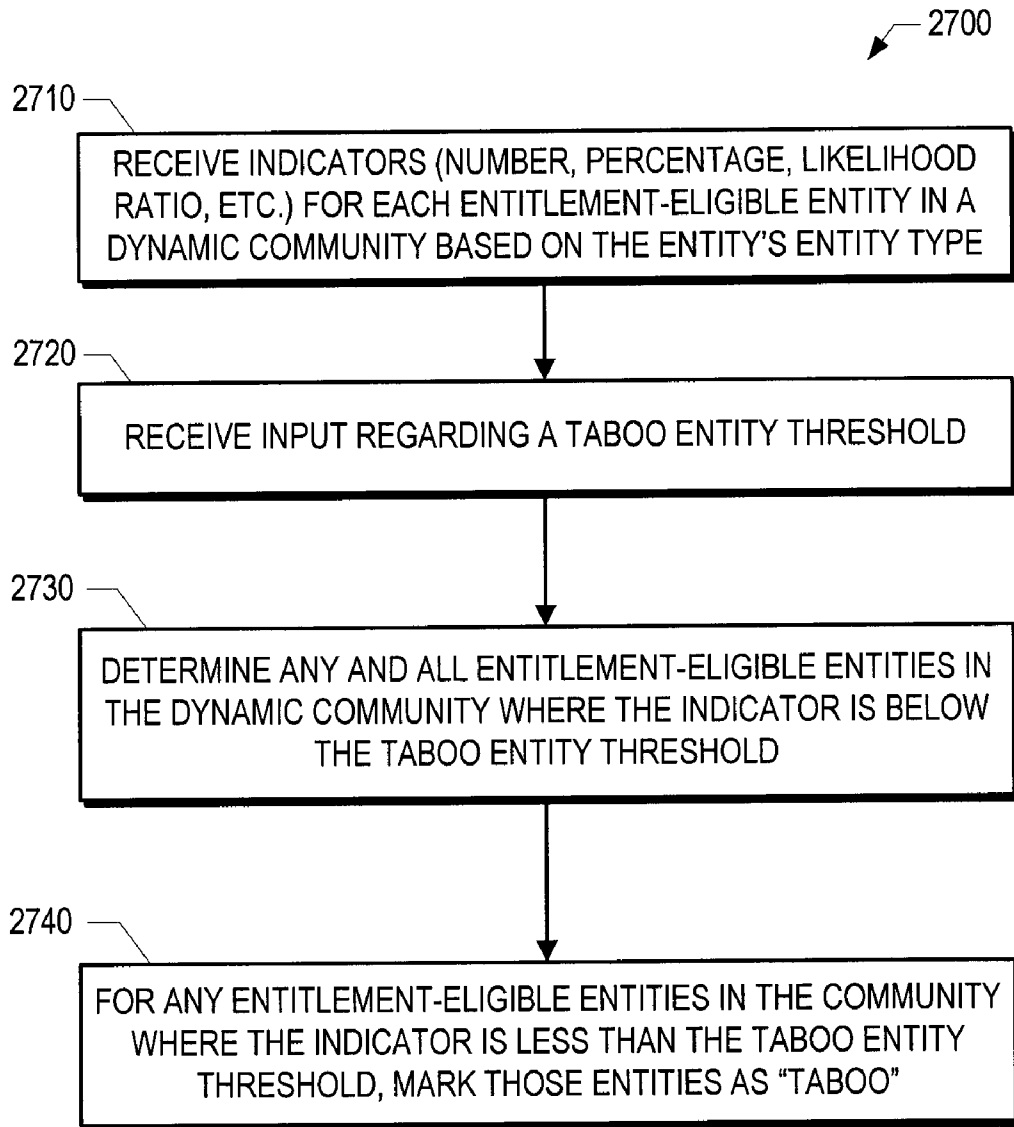 2700
2710
RECEIVE INDICATORS (NUMBER, PERCENTAGE, LIKELIHOOD
RATIO, ETC.) FOR EACH ENTITLEMENT-ELIGIBLE ENTITY IN A
DYNAMIC COMMUNITY BASED ON THE ENTITY'S ENTITY TYPE
2720
RECEIVE INPUT REGARDING A TABOO ENTITY THRESHOLD
2730
DETERMINE ANY AND ALL ENTITLEMENT-ELIGIBLE ENTITIES IN
THE DYNAMIC COMMUNITY WHERE THE INDICATOR IS BELOW
THE TABOO ENTITY THRESHOLD
2740
FOR ANY ENTITLEMENT-ELIGIBLE ENTITIES IN THE COMMUNITY
WHERE THE INDICATOR IS LESS THAN THE TABOO ENTITY
THRESHOLD, MARK THOSE ENTITIES AS “TABOO”